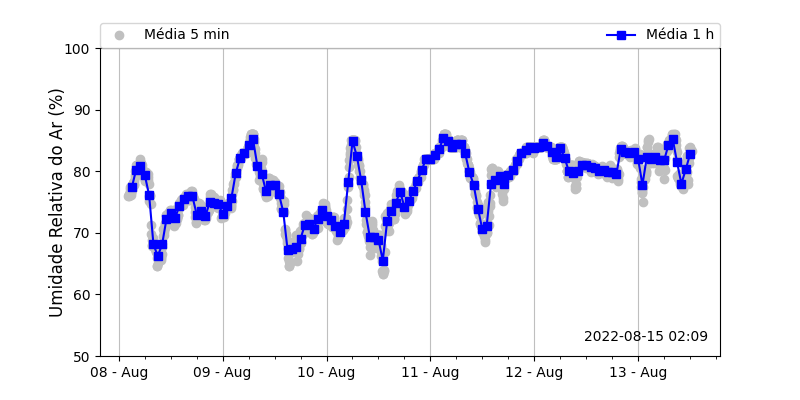 Média 5 min
Média 1 h
Umidade Relativa do Ar (%)
100
90
80
70
60
50
2022-08-15 02:09
08 - Aug
09 - Aug
10 - Aug
11 - Aug
12 - Aug
13 - Aug